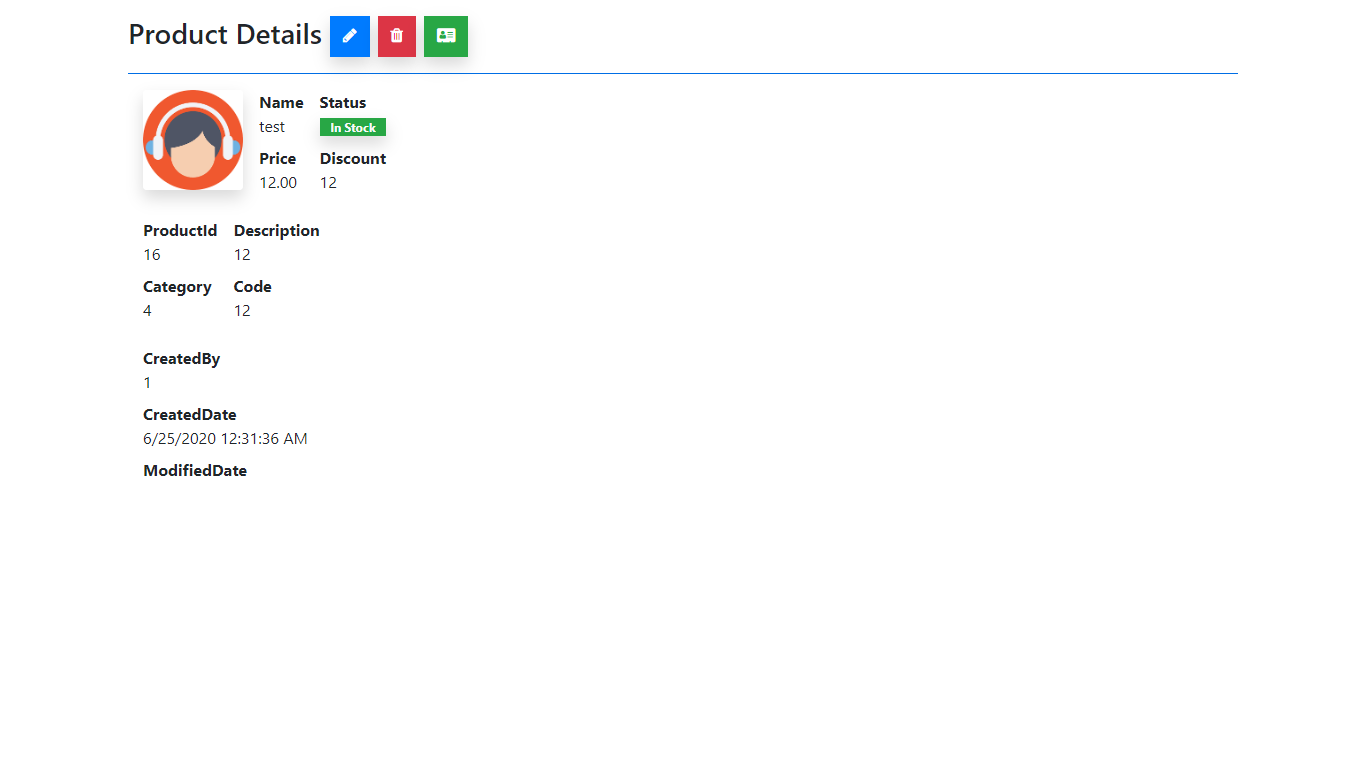 Product Details
Name Status
test In Stock
Price Discount
12.00 12
ProductId Description
16 12
Category Code
4 12
CreatedBy
1
CreatedDate
6/25/2020 12:31:36 AM
ModifiedDate